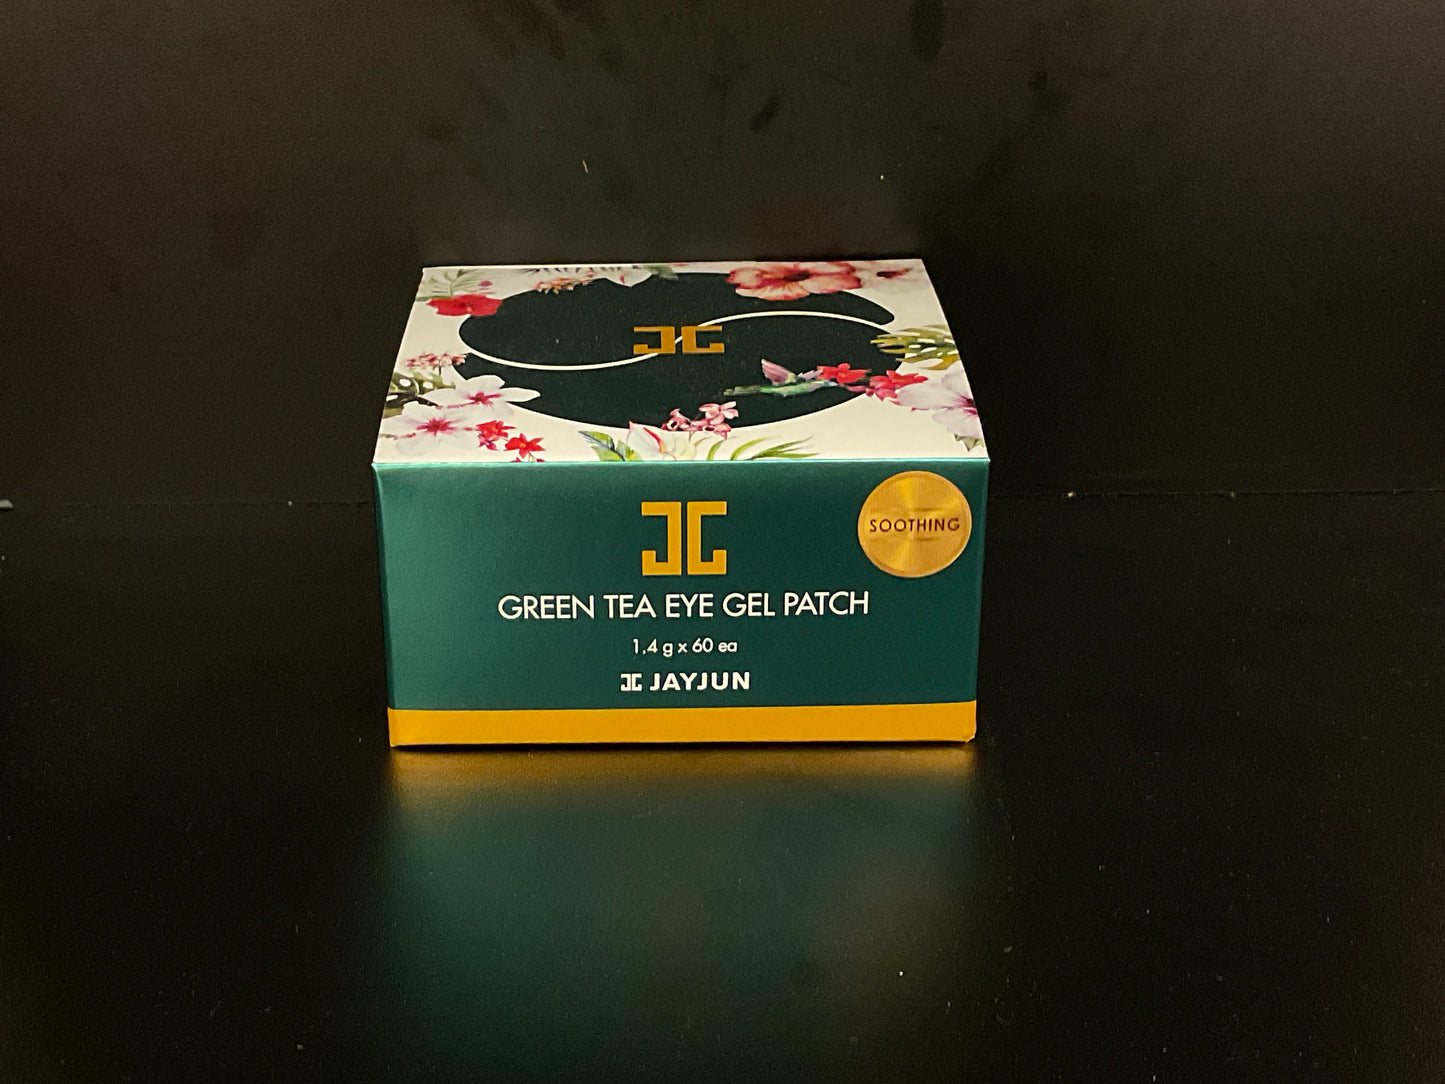 SOOTHING
GREEN TEA EYE GEL PATCH
1.4 g x 60 ea
JAYJUN